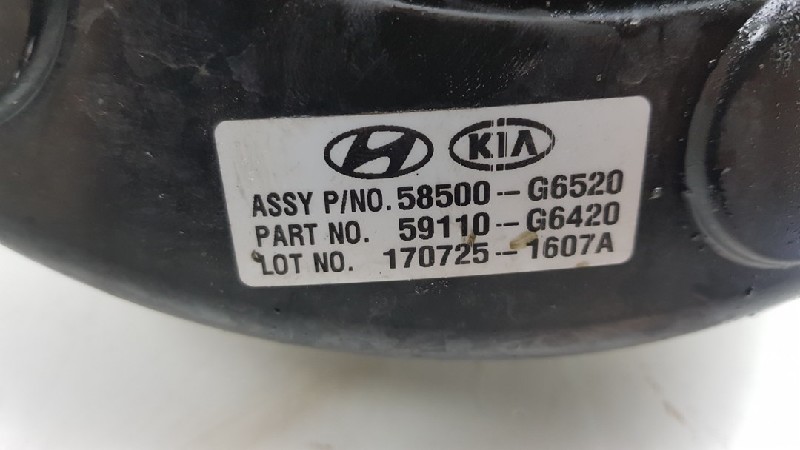 KIA
ASSY P/NO. 58500-G6520
PART NO. 59110-G6420
LOT NO. 170725-1607A